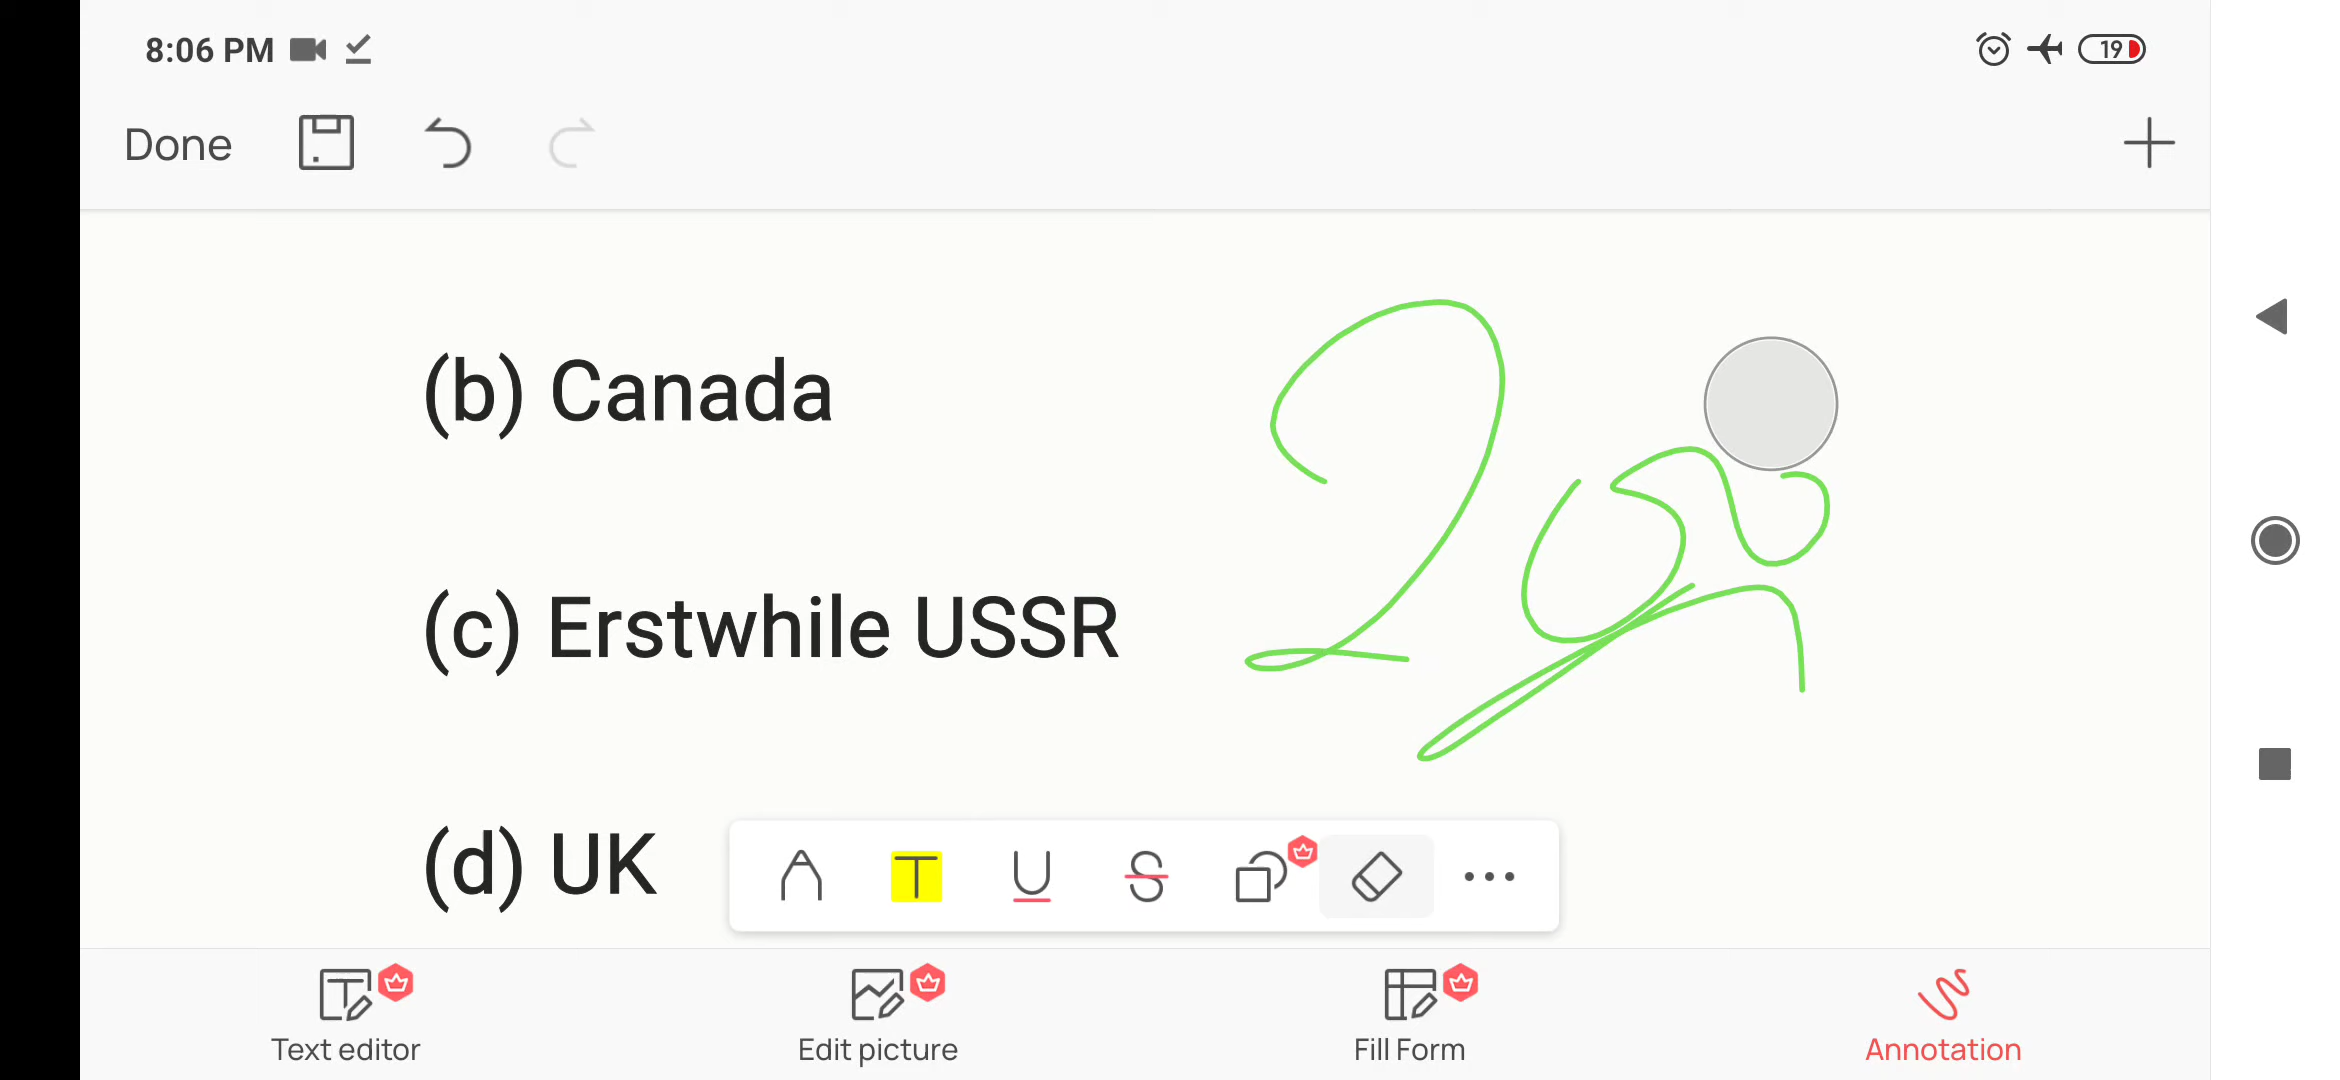 8:06 PM
19
Done
(b) Canada
(c) Erstwhile USSR
(d) UK
Text editor
Edit picture
Fill Form
Annotation